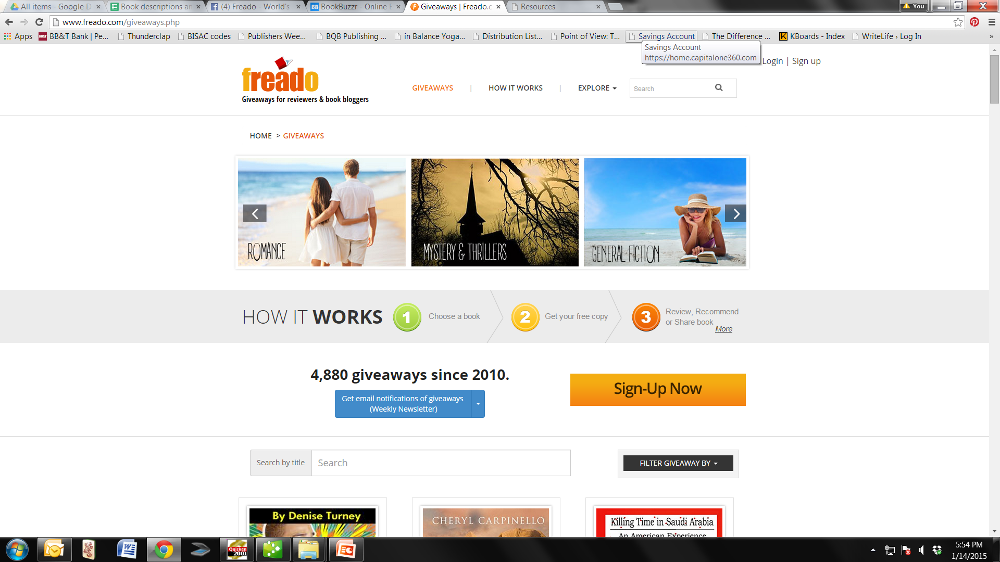 All items - Google D
Book descriptions an
(4) Freado - World's
BB BookBuzzr - Online E
Giveaways | Freado.c
Resources
You
www.freado.com/giveaways.php
Apps
BB&T BB&T Bank | Pe...
Thunderclap
BISAC codes
Publishers Wee...
BQB Publishing ...
in Balance Yoga...
Distribution List...
Point of View: T...
Savings Account
The Difference ...
K KBoards - Index
WriteLife › Log In
»
Savings Account
https://home.capitalone360.com
Login | Sign up
freado
Giveaways for reviewers & book bloggers
GIVEAWAYS | HOW IT WORKS | EXPLORE
Search
HOME > GIVEAWAYS
ROMANCE
MYSTERY & THRILLERS
GENERAL FICTION
HOW IT WORKS
1 Choose a book
2 Get your free copy
3 Review, Recommend
or Share book
More
4,880 giveaways since 2010.
Get email notifications of giveaways
(Weekly Newsletter)
Sign-Up Now
Search by title
Search
FILTER GIVEAWAY BY
By Denise Turney
CHERYL CARPINELLO
Killing Time in Saudi Arabia
An American Experience
Quicken
2001
5:54 PM
1/14/2015